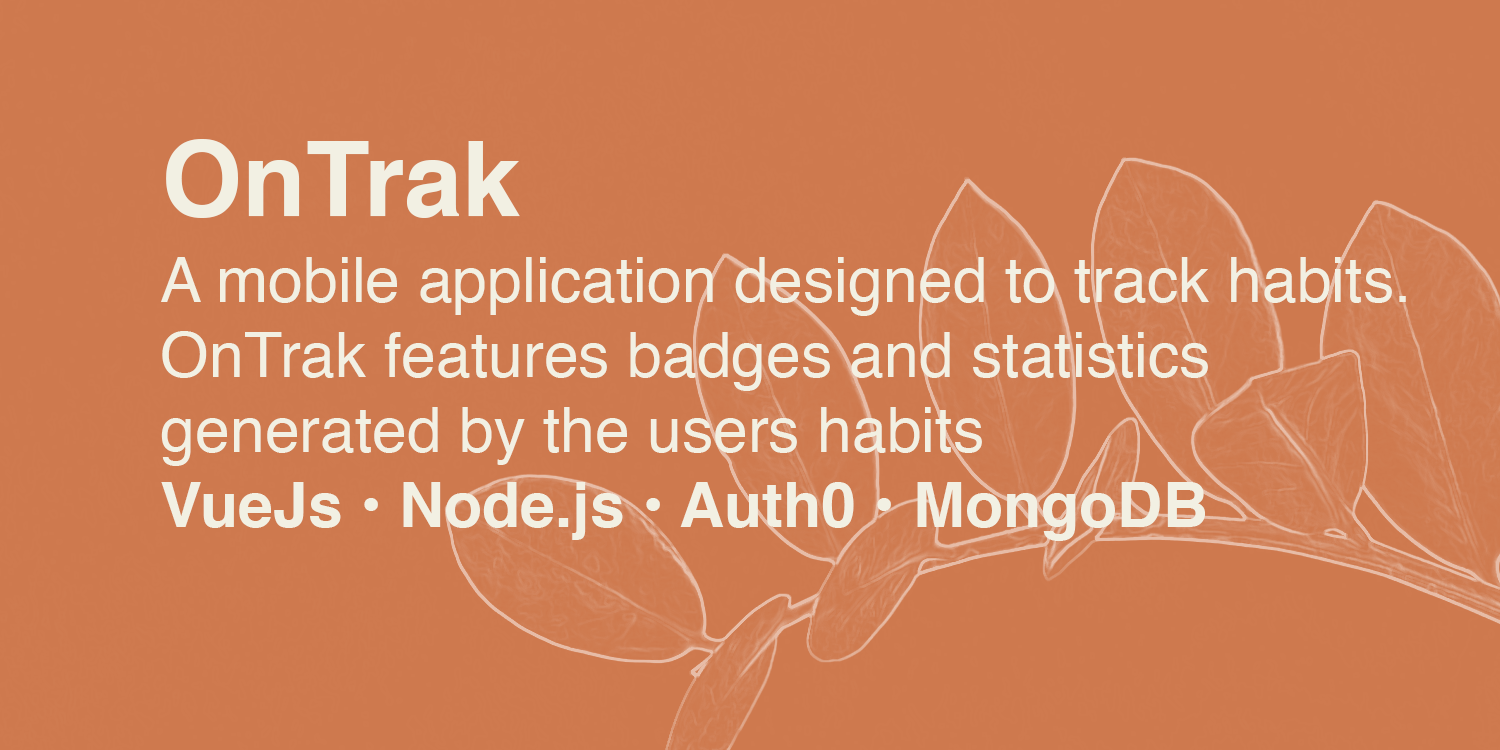 OnTrak
A mobile application designed to track habits.
OnTrak features badges and statistics
generated by the users habits
VueJs • Node.js • Auth0 • MongoDB